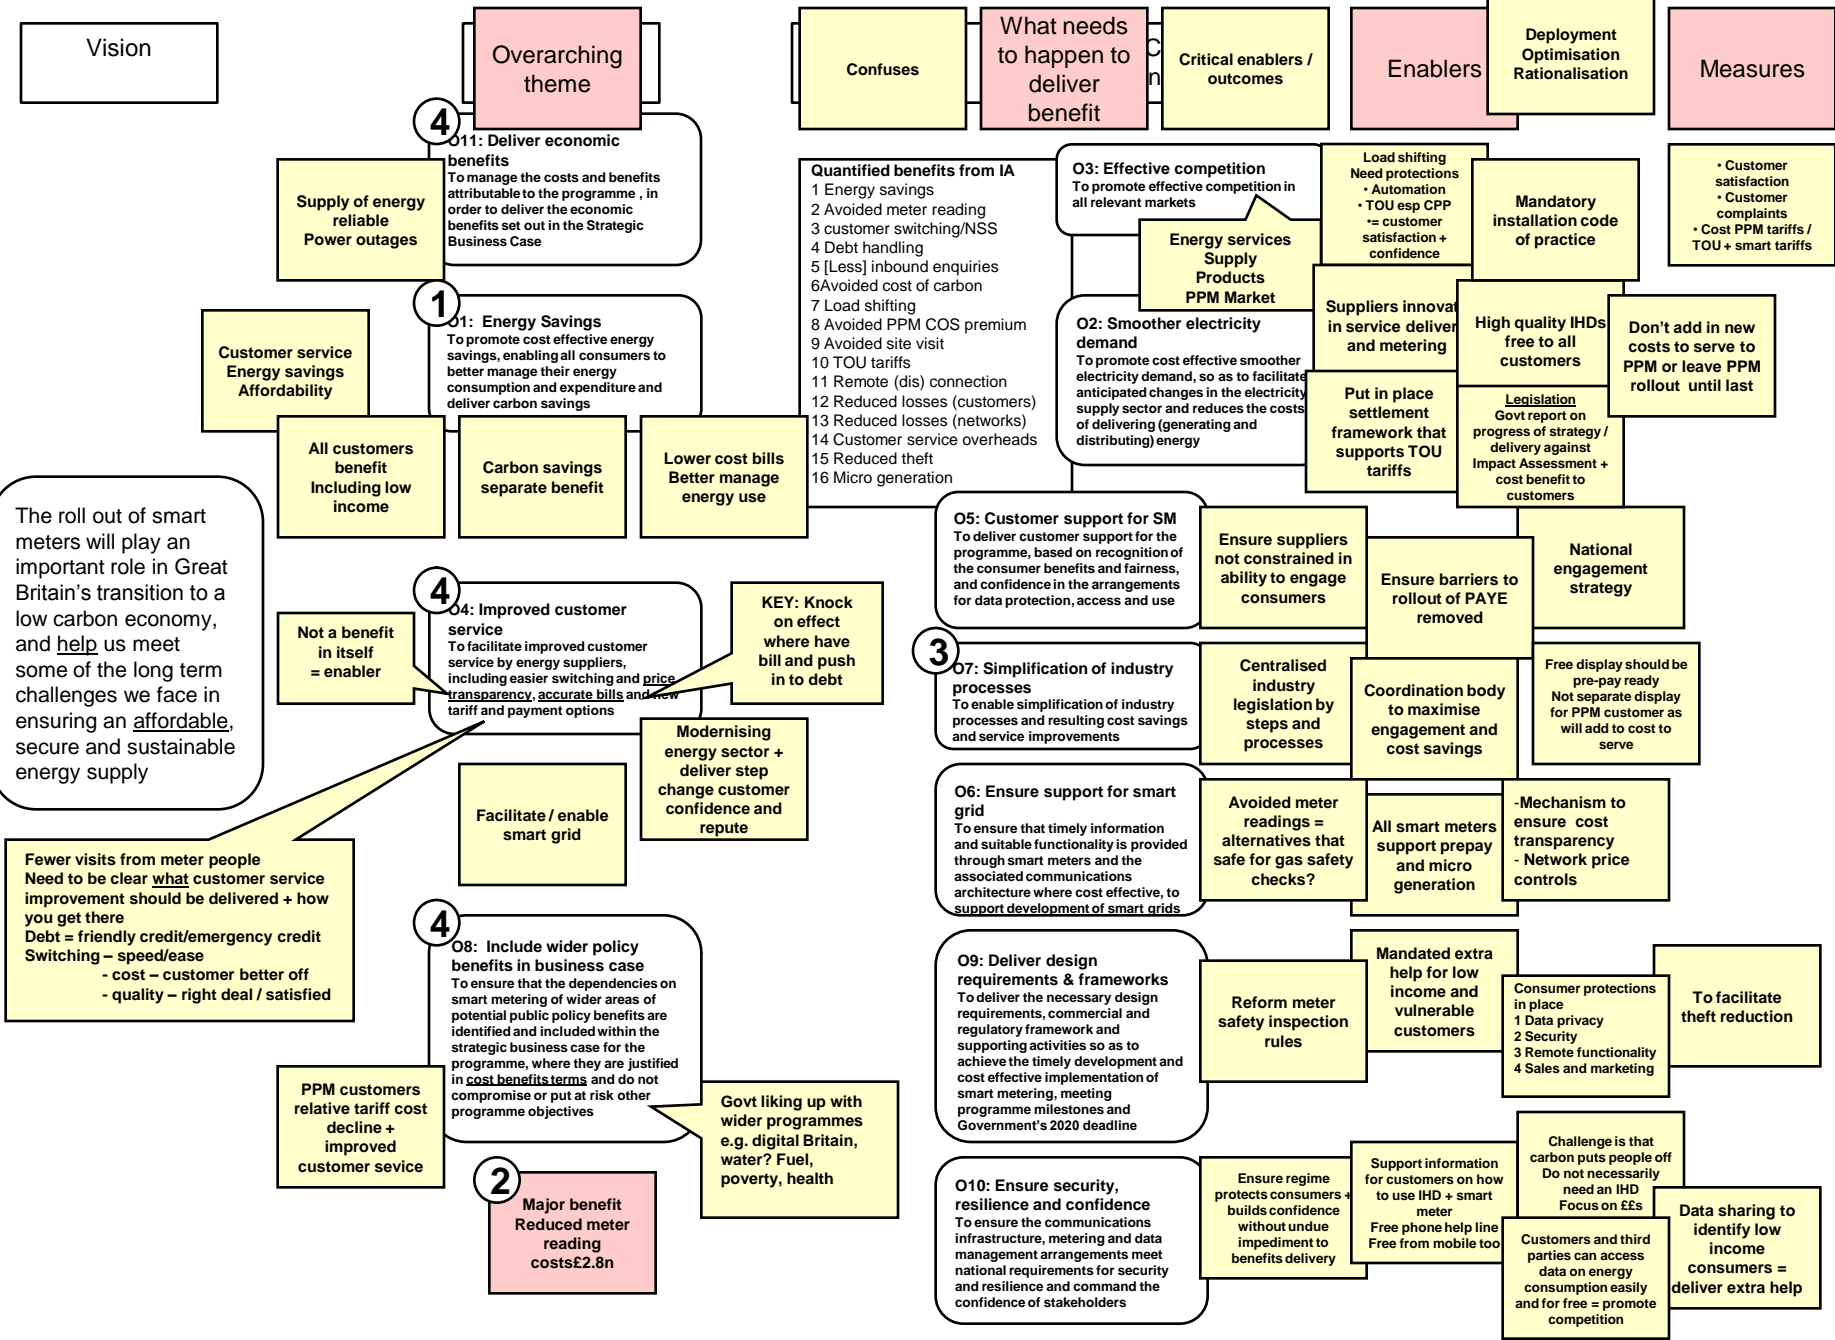 Vision
Overarching
theme
Confuses
What needs
to happen to
deliver
benefit
C
n
Critical enablers /
outcomes
Enablers
Deployment
Optimisation
Rationalisation
Measures
4
O11: Deliver economic
benefits
To manage the costs and benefits
attributable to the programme , in
order to deliver the economic
benefits set out in the Strategic
Business Case
Supply of energy
reliable
Power outages
1
O1: Energy Savings
To promote cost effective energy
savings, enabling all consumers to
better manage their energy
consumption and expenditure and
deliver carbon savings
Customer service
Energy savings
Affordability
All customers
benefit
Including low
income
Carbon savings
separate benefit
Lower cost bills
Better manage
energy use
Quantified benefits from IA
1 Energy savings
2 Avoided meter reading
3 customer switching/NSS
4 Debt handling
5 [Less] inbound enquiries
6Avoided cost of carbon
7 Load shifting
8 Avoided PPM COS premium
9 Avoided site visit
10 TOU tariffs
11 Remote (dis) connection
12 Reduced losses (customers)
13 Reduced losses (networks)
14 Customer service overheads
15 Reduced theft
16 Micro generation
O3: Effective competition
To promote effective competition in
all relevant markets
Energy services
Supply
Products
PPM Market
O2: Smoother electricity
demand
To promote cost effective smoother
electricity demand, so as to facilitate
anticipated changes in the electricity
supply sector and reduces the costs
of delivering (generating and
distributing) energy
Load shifting
Need protections
• Automation
• TOU esp CPP
•= customer
satisfaction +
confidence
Mandatory
installation code
of practice
• Customer
satisfaction
• Customer
complaints
• Cost PPM tariffs /
TOU + smart tariffs
Suppliers innovat
in service deliver
and metering
High quality IHDs
free to all
customers
Don't add in new
costs to serve to
PPM or leave PPM
rollout until last
Put in place
settlement
framework that
supports TOU
tariffs
Legislation
Govt report on
progress of strategy /
delivery against
Impact Assessment +
cost benefit to
customers
The roll out of smart
meters will play an
important role in Great
Britain's transition to a
low carbon economy,
and help us meet
some of the long term
challenges we face in
ensuring an affordable,
secure and sustainable
energy supply
4
O4: Improved customer
service
To facilitate improved customer
service by energy suppliers,
including easier switching and price
transparency, accurate bills and new
tariff and payment options
Not a benefit
in itself
= enabler
KEY: Knock
on effect
where have
bill and push
in to debt
Modernising
energy sector +
deliver step
change customer
confidence and
repute
Facilitate / enable
smart grid
Fewer visits from meter people
Need to be clear what customer service
improvement should be delivered + how
you get there
Debt = friendly credit/emergency credit
Switching – speed/ease
- cost – customer better off
- quality – right deal / satisfied
4
O8: Include wider policy
benefits in business case
To ensure that the dependencies on
smart metering of wider areas of
potential public policy benefits are
identified and included within the
strategic business case for the
programme, where they are justified
in cost benefits terms and do not
compromise or put at risk other
programme objectives
PPM customers
relative tariff cost
decline +
improved
customer sevice
Govt liking up with
wider programmes
e.g. digital Britain,
water? Fuel,
poverty, health
2
Major benefit
Reduced meter
reading
costs£2.8n
O5: Customer support for SM
To deliver customer support for the
programme, based on recognition of
the consumer benefits and fairness,
and confidence in the arrangements
for data protection, access and use
Ensure suppliers
not constrained in
ability to engage
consumers
Ensure barriers to
rollout of PAYE
removed
National
engagement
strategy
3
O7: Simplification of industry
processes
To enable simplification of industry
processes and resulting cost savings
and service improvements
Centralised
industry
legislation by
steps and
processes
Coordination body
to maximise
engagement and
cost savings
Free display should be
pre-pay ready
Not separate display
for PPM customer as
will add to cost to
serve
O6: Ensure support for smart
grid
To ensure that timely information
and suitable functionality is provided
through smart meters and the
associated communications
architecture where cost effective, to
support development of smart grids
Avoided meter
readings =
alternatives that
safe for gas safety
checks?
All smart meters
support prepay
and micro
generation
-Mechanism to
ensure cost
transparency
- Network price
controls
O9: Deliver design
requirements & frameworks
To deliver the necessary design
requirements, commercial and
regulatory framework and
supporting activities so as to
achieve the timely development and
cost effective implementation of
smart metering, meeting
programme milestones and
Government's 2020 deadline
Reform meter
safety inspection
rules
Mandated extra
help for low
income and
vulnerable
customers
Consumer protections
in place
1 Data privacy
2 Security
3 Remote functionality
4 Sales and marketing
To facilitate
theft reduction
O10: Ensure security,
resilience and confidence
To ensure the communications
infrastructure, metering and data
management arrangements meet
national requirements for security
and resilience and command the
confidence of stakeholders
Ensure regime
protects consumers +
builds confidence
without undue
impediment to
benefits delivery
Support information
for customers on how
to use IHD + smart
meter
Free phone help line
Free from mobile too
Challenge is that
carbon puts people off
Do not necessarily
need an IHD
Focus on ££s
Customers and third
parties can access
data on energy
consumption easily
and for free = promote
competition
Data sharing to
identify low
income
consumers =
deliver extra help